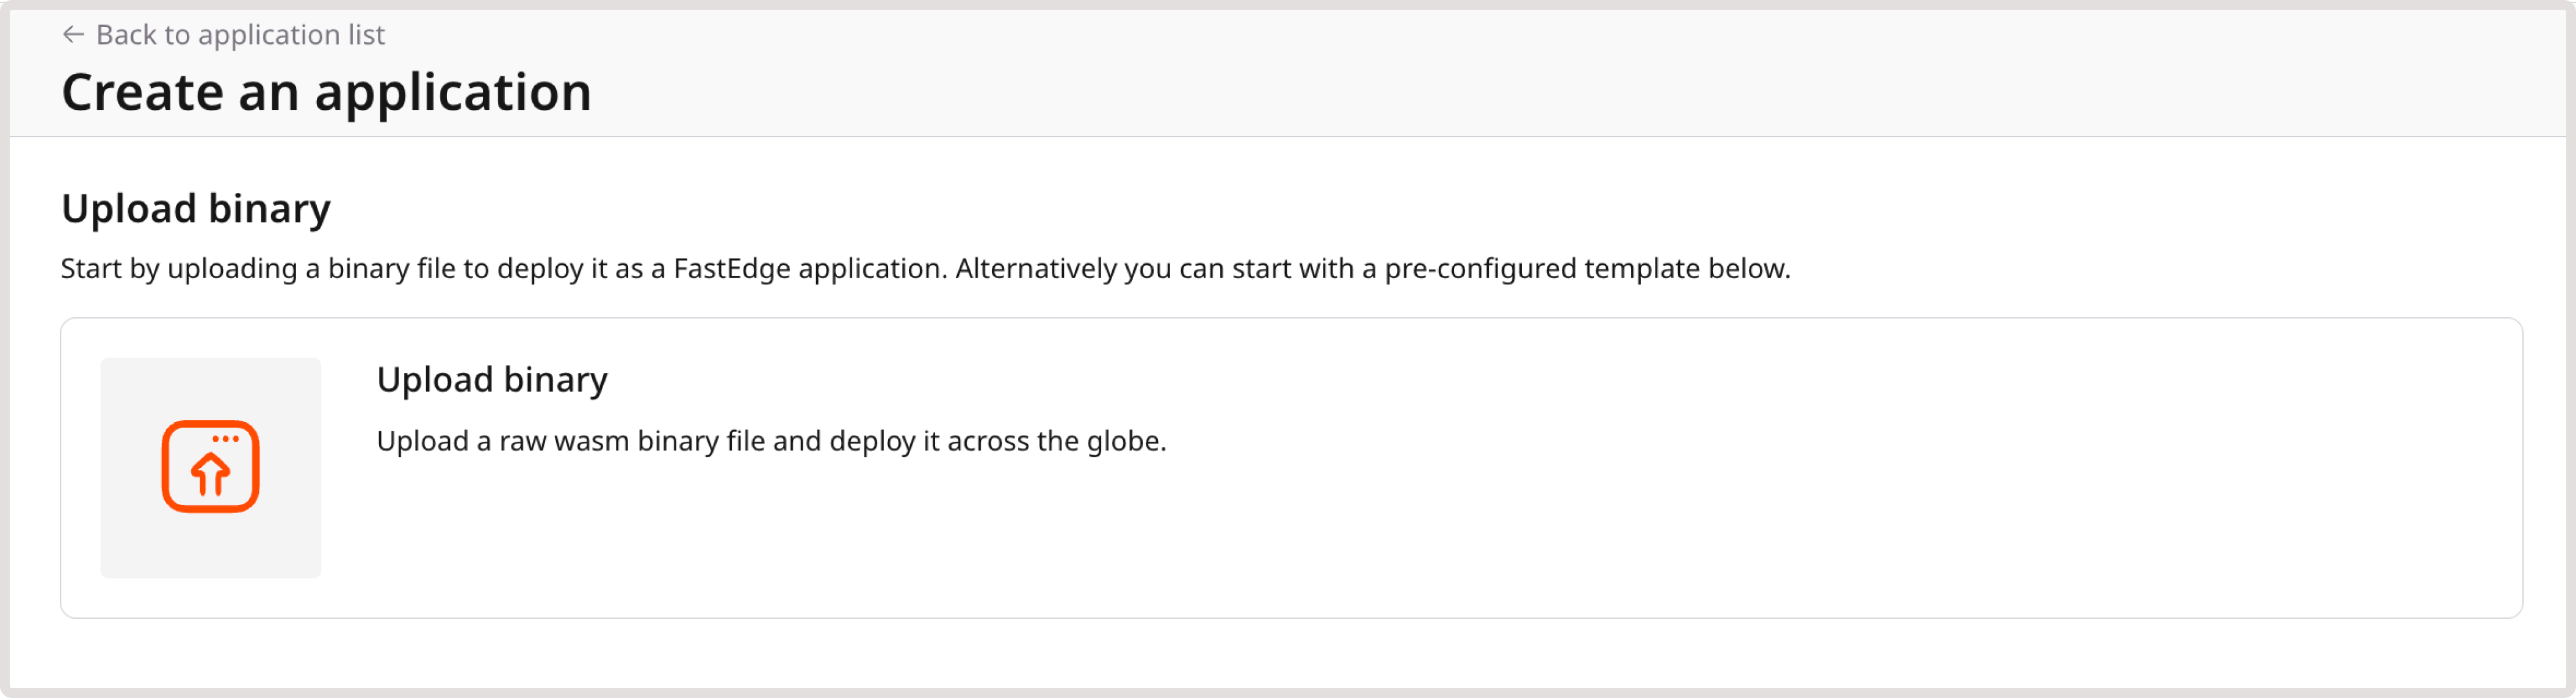 ← Back to application list
Create an application
Upload binary
Start by uploading a binary file to deploy it as a FastEdge application. Alternatively you can start with a pre-configured template below.
Upload binary
Upload a raw wasm binary file and deploy it across the globe.